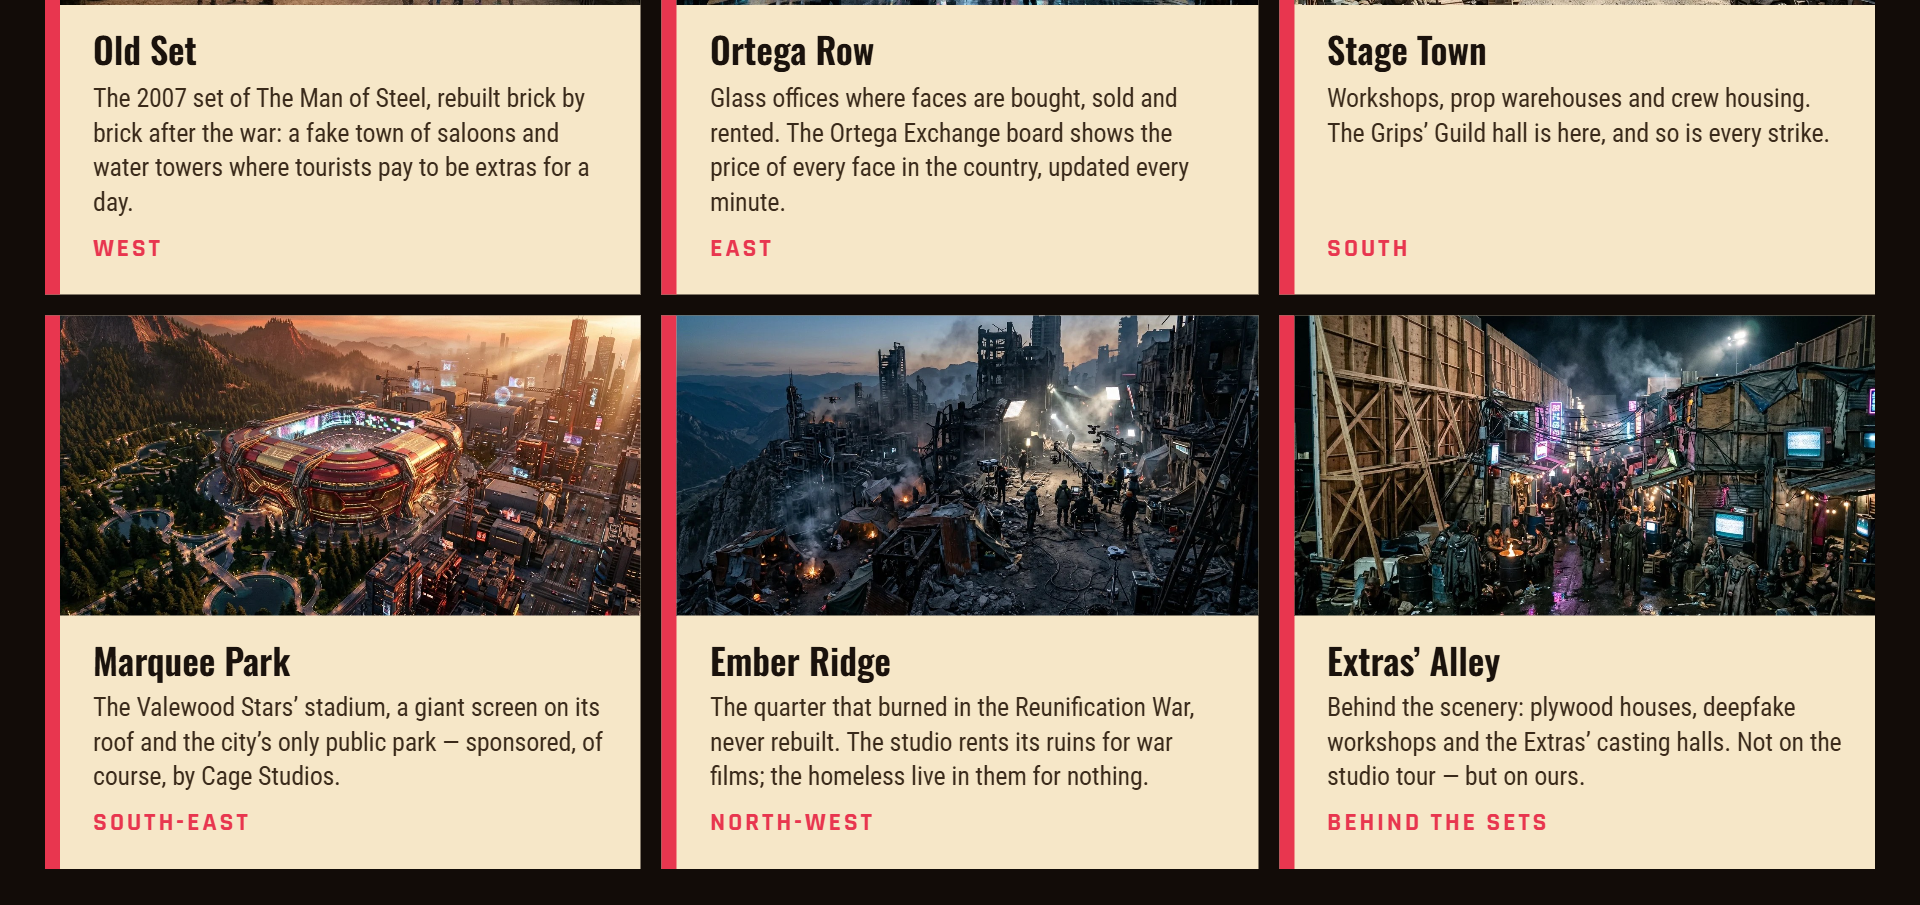 Old Set
The 2007 set of The Man of Steel, rebuilt brick by
brick after the war: a fake town of saloons and
water towers where tourists pay to be extras for a
day.
WEST
Ortega Row
Glass offices where faces are bought, sold and
rented. The Ortega Exchange board shows the
price of every face in the country, updated every
minute.
EAST
Stage Town
Workshops, prop warehouses and crew housing.
The Grips’ Guild hall is here, and so is every strike.
SOUTH
Marquee Park
The Valewood Stars’ stadium, a giant screen on its
roof and the city’s only public park — sponsored, of
course, by Cage Studios.
SOUTH-EAST
Ember Ridge
The quarter that burned in the Reunification War,
never rebuilt. The studio rents its ruins for war
films; the homeless live in them for nothing.
NORTH-WEST
Extras’ Alley
Behind the scenery: plywood houses, deepfake
workshops and the Extras’ casting halls. Not on the
studio tour — but on ours.
BEHIND THE SETS